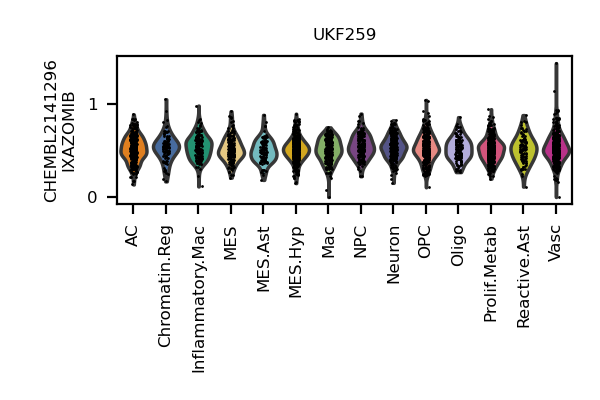 UKF259
CHEMBL2141296
IXAZOMIB
1
0
AC
Chromatin.Reg
Inflammatory.Mac
MES
MES.Ast
MES.Hyp
Mac
NPC
Neuron
OPC
Oligo
Prolif.Metab
Reactive.Ast
Vasc